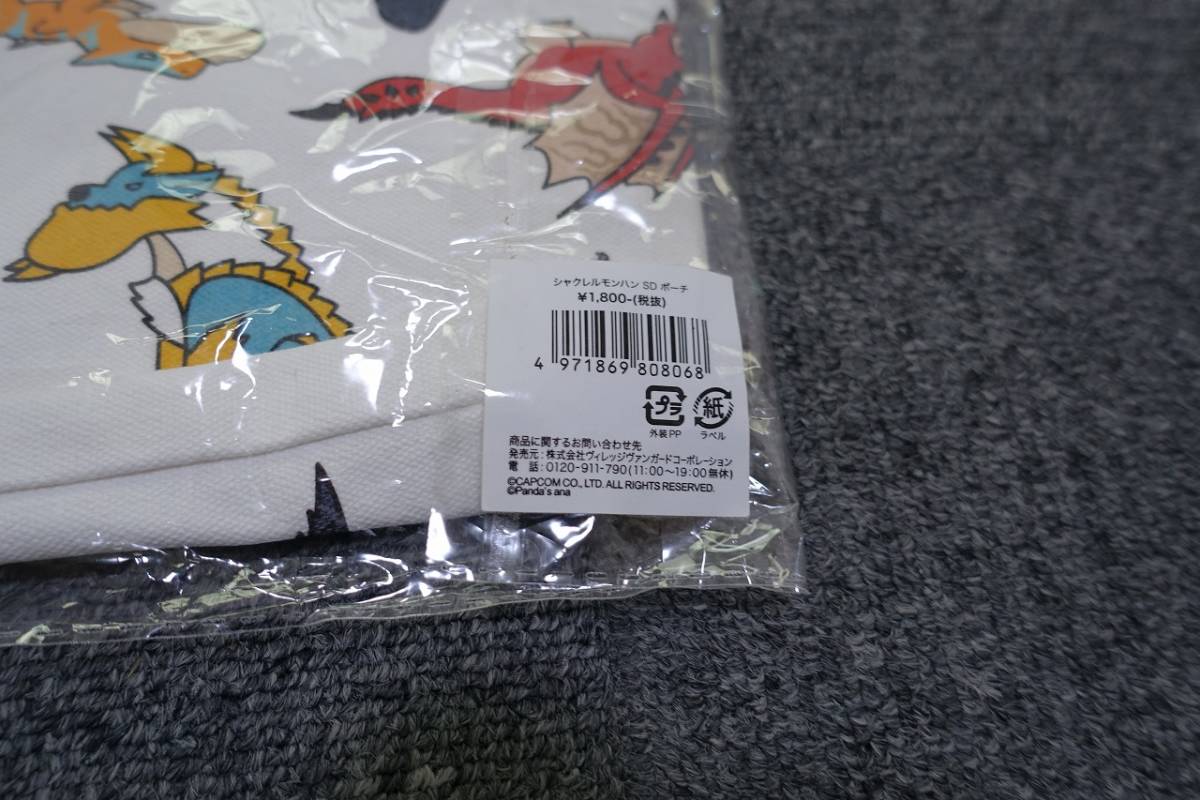 シャクレルモンハン SD ポーチ
¥1,800-(税抜)
4 971869 808068
プラ 紙
外装PP ラベル
商品に関するお問い合わせ先
発売元:株式会社ヴィレッジヴァンガードコーポレーション
電　話:0120-911-790(11:00〜19:00無休)
©CAPCOM CO., LTD. ALL RIGHTS RESERVED.
©Panda's ana